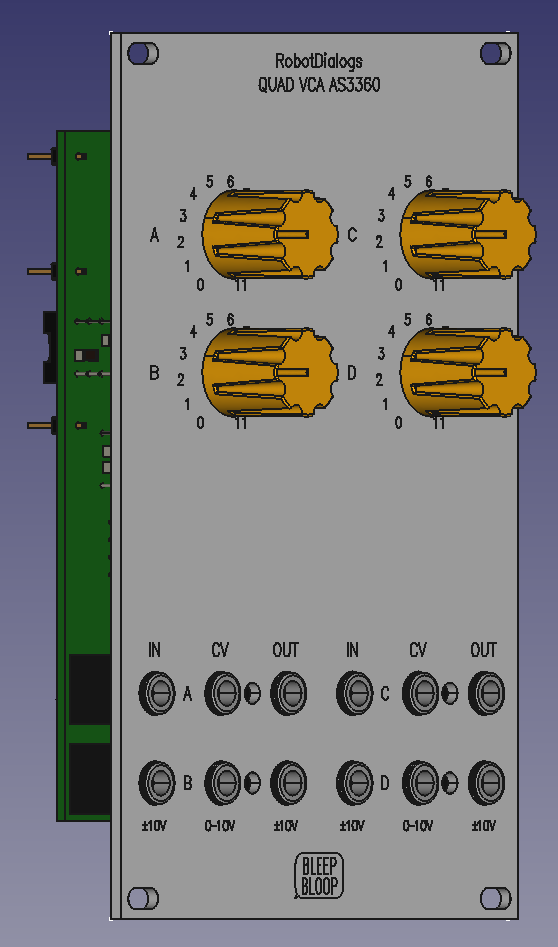 RobotDialogs
QUAD VCA AS3360
A 0 1 2 3 4 5 6 11
C 0 1 2 3 4 5 6 11
B 0 1 2 3 4 5 6 11
D 0 1 2 3 4 5 6 11
IN CV OUT IN CV OUT
A C
B D
±10V 0-10V ±10V ±10V 0-10V ±10V
BLEEP
BLOOP